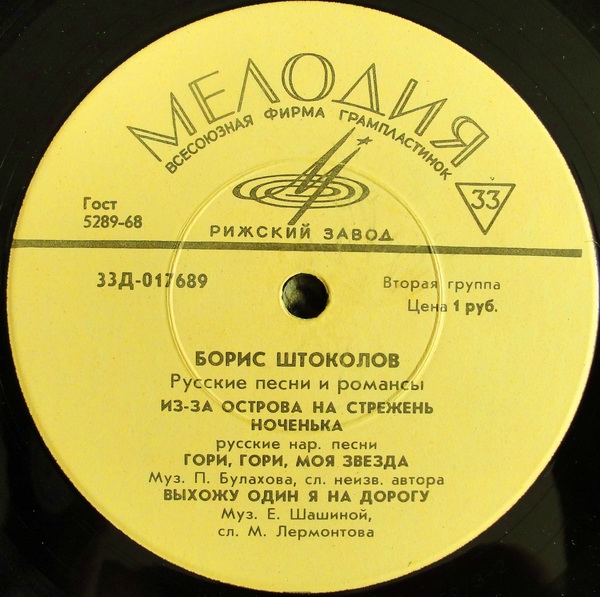 МЕЛОДИЯ
ВСЕСОЮЗНАЯ ФИРМА ГРАМПЛАСТИНОК
33
Гост
5289-68
РИЖСКИЙ ЗАВОД
33Д-017689
Вторая группа
Цена 1 руб.
БОРИС ШТОКОЛОВ
Русские песни и романсы
ИЗ-ЗА ОСТРОВА НА СТРЕЖЕНЬ
НОЧЕНЬКА
русские нар. песни
ГОРИ, ГОРИ, МОЯ ЗВЕЗДА
Муз. П. Булахова, сл. неизв. автора
ВЫХОЖУ ОДИН Я НА ДОРОГУ
Муз. Е. Шашиной,
сл. М. Лермонтова